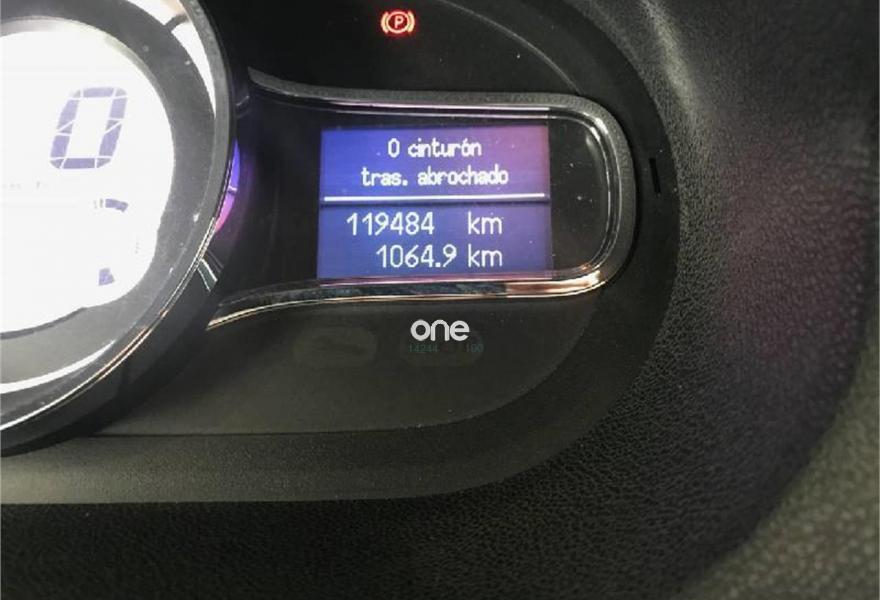 (P)
0
0 cinturón
tras. abrochado
119484 km
1064.9 km
one